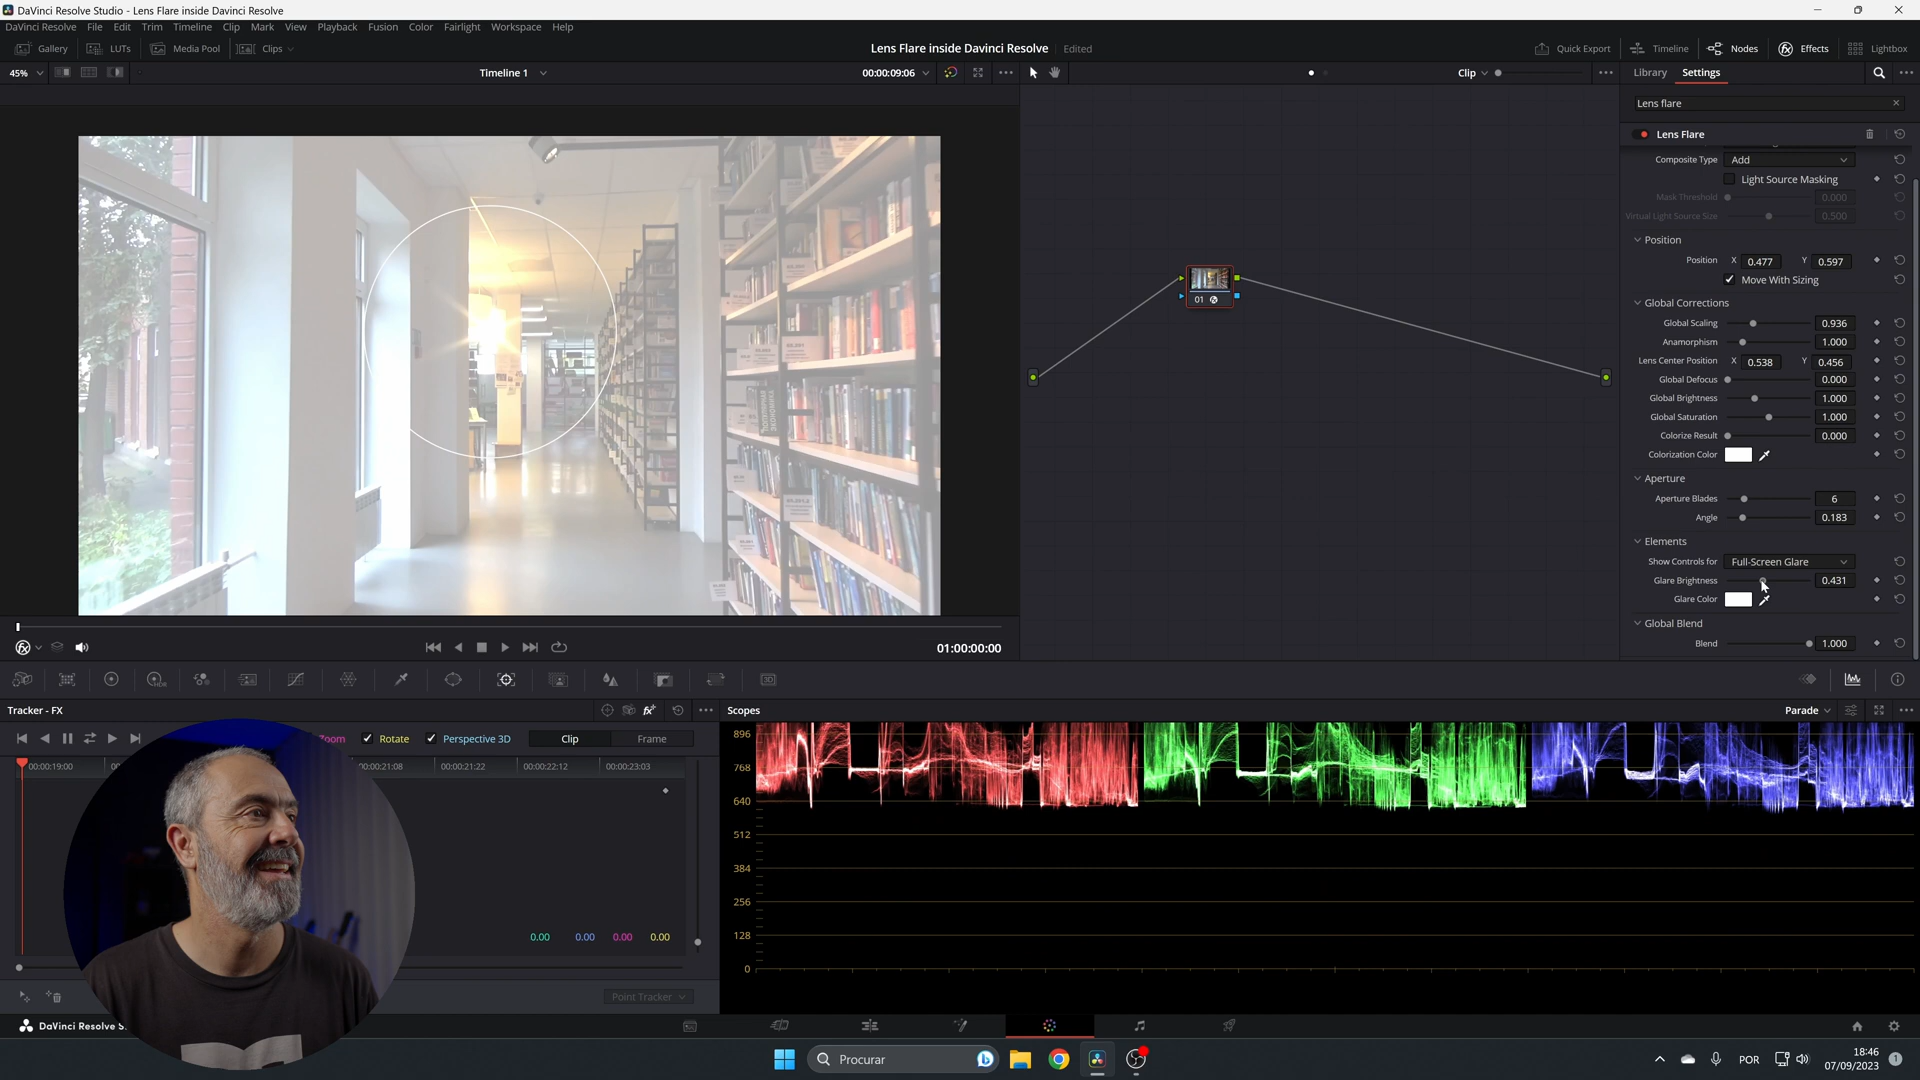 DaVinci Resolve Studio - Lens Flare inside Davinci Resolve
DaVinci Resolve File Edit Trim Timeline Clip Mark View Playback Fusion Color Fairlight Workspace Help
Gallery LUTs Media Pool Clips Lens Flare inside Davinci Resolve Edited Quick Export Timeline Nodes Effects Lightbox
45% Timeline 1 00:00:09:06 Clip Library Settings
Lens flare
Lens Flare
Composite Type Add
Light Source Masking
Mask Threshold 0.000
Virtual Light Source Size 0.500
Position
Position X 0.477 Y 0.597
Move With Sizing
Global Corrections
Global Scaling 0.936
Anamorphism 1.000
Lens Center Position X 0.538 Y 0.456
Global Defocus 0.000
Global Brightness 1.000
Global Saturation 1.000
Colorize Result 0.000
Colorization Color
Aperture
Aperture Blades 6
Angle 0.183
Elements
Show Controls for Full-Screen Glare
Glare Brightness 0.431
Glare Color
Global Blend
Blend 1.000
01
01:00:00:00
Tracker - FX
Zoom Rotate Perspective 3D Clip Frame
00:00:19:00 00:00:21:08 00:00:21:22 00:00:22:12 00:00:23:03
0.00 0.00 0.00 0.00
Point Tracker
Scopes Parade
896
768
640
512
384
256
128
0
DaVinci Resolve S
Procurar
POR
18:46
07/09/2023
1